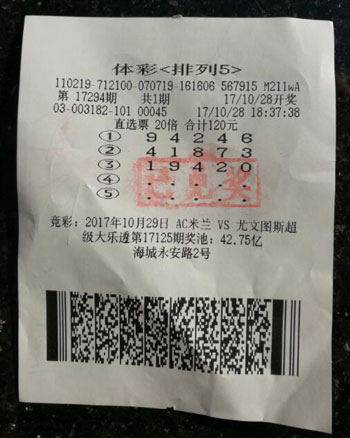 体彩<排列5>
110219-712100-070719-161606 567915 M211wA
第 17294期 共1期 17/10/28开奖
03-003182-101 00045 17/10/28 18:37:38
直选票 20倍 合计120元
① 9 4 2 4 6
② 4 1 8 7 3
③ 1 9 4 2 0
④ - - - - -
⑤ - - - - -
已兑奖
竞彩: 2017年10月29日 AC米兰 VS 尤文图斯超
级大乐透第17125期奖池: 42.75亿
海城永安路2号